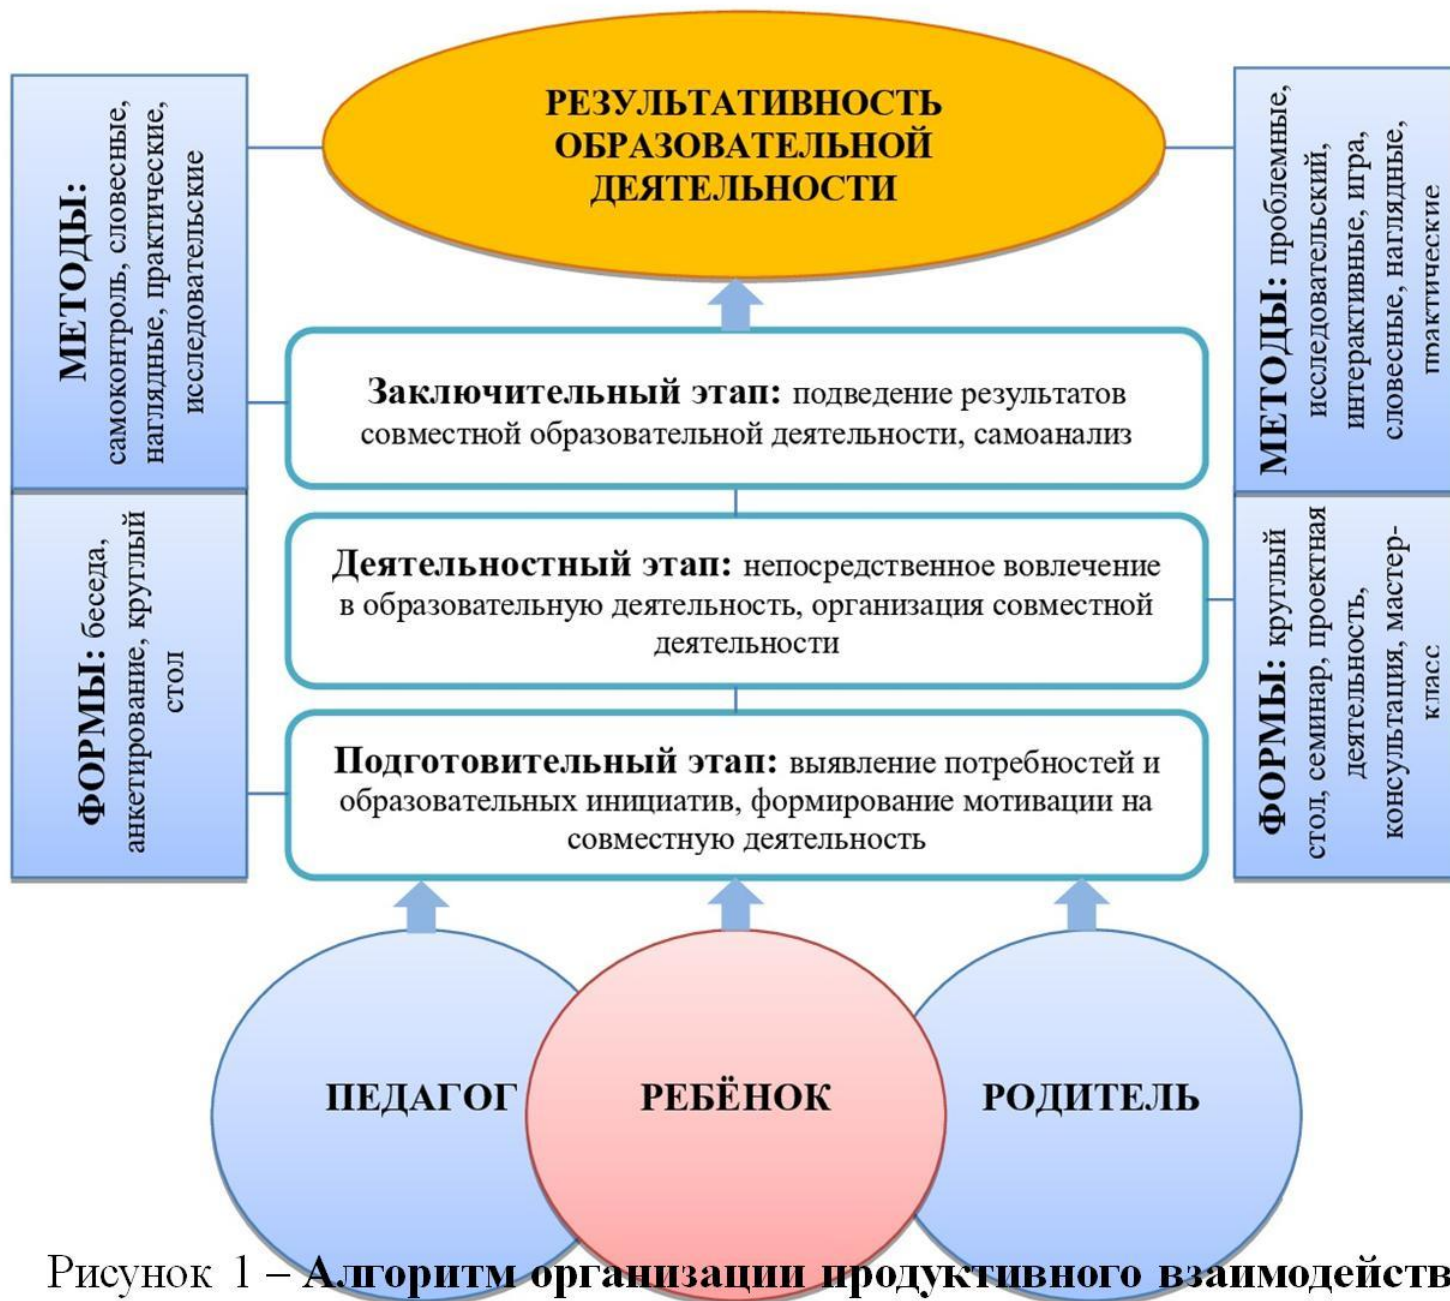 РЕЗУЛЬТАТИВНОСТЬ
ОБРАЗОВАТЕЛЬНОЙ
ДЕЯТЕЛЬНОСТИ
МЕТОДЫ:
самоконтроль, словесные,
наглядные, практические,
исследовательские
ФОРМЫ: беседа,
анкетирование, круглый
стол
Заключительный этап: подведение результатов
совместной образовательной деятельности, самоанализ
Деятельностный этап: непосредственное вовлечение
в образовательную деятельность, организация совместной
деятельности
Подготовительный этап: выявление потребностей и
образовательных инициатив, формирование мотивации на
совместную деятельность
МЕТОДЫ: проблемные,
исследовательский,
интерактивные, игра,
словесные, наглядные,
практические
ФОРМЫ: круглый
стол, семинар, проектная
деятельность,
консультация, мастер-
класс
ПЕДАГОГ
РЕБЁНОК
РОДИТЕЛЬ
Рисунок 1 – Алгоритм организации продуктивного взаимодейств